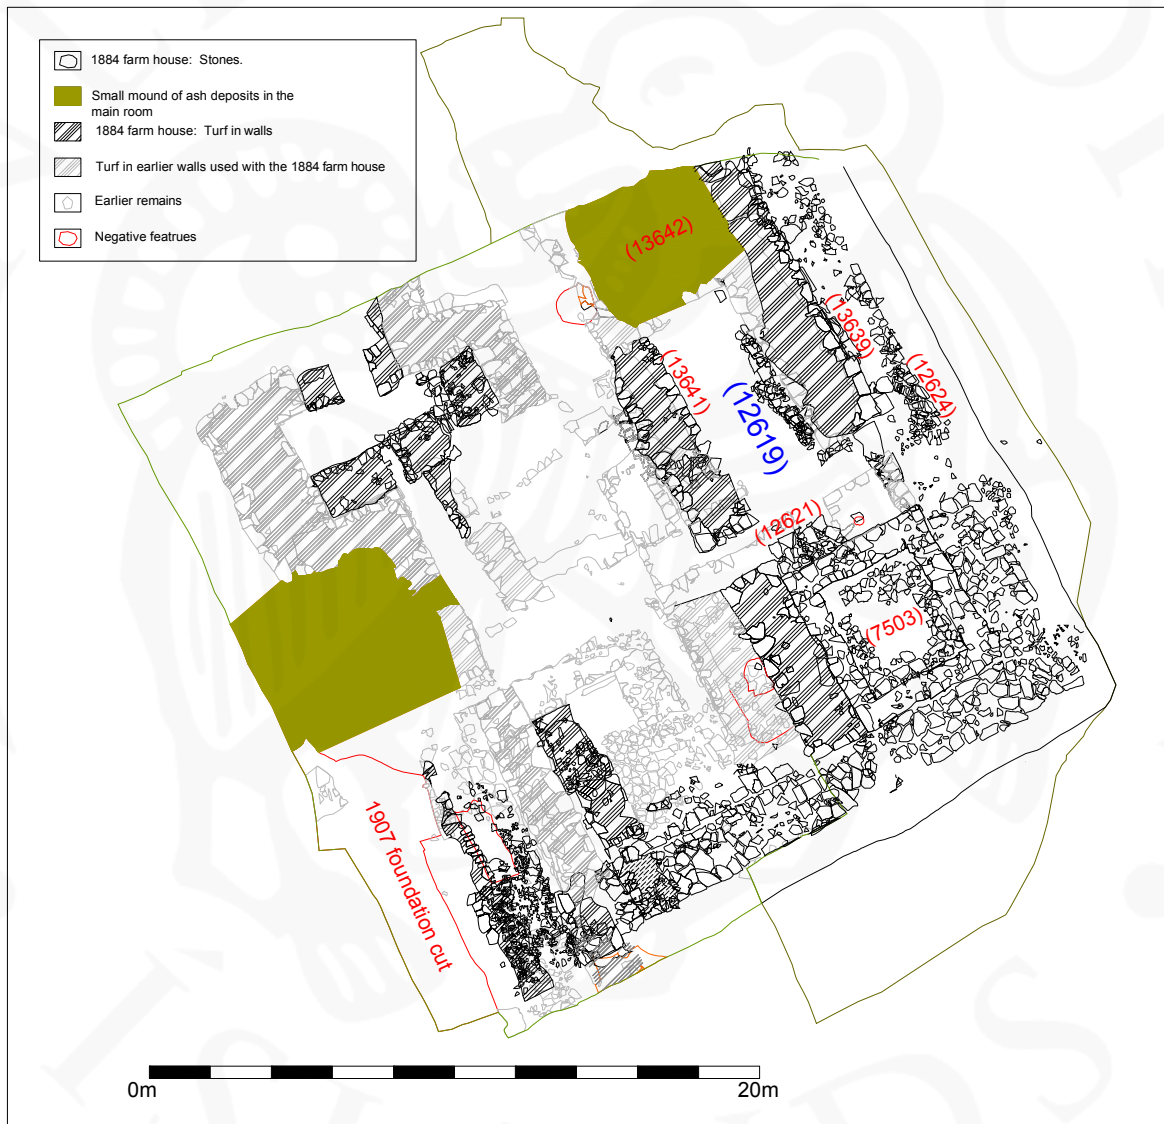 1884 farm house: Stones.
Small mound of ash deposits in the
main room
1884 farm house: Turf in walls
Turf in earlier walls used with the 1884 farm house
Earlier remains
Negative featrues
(13642)
(13639)
(12624)
(13641)
(12619)
(12621)
(7503)
1907 foundation cut
0m
20m